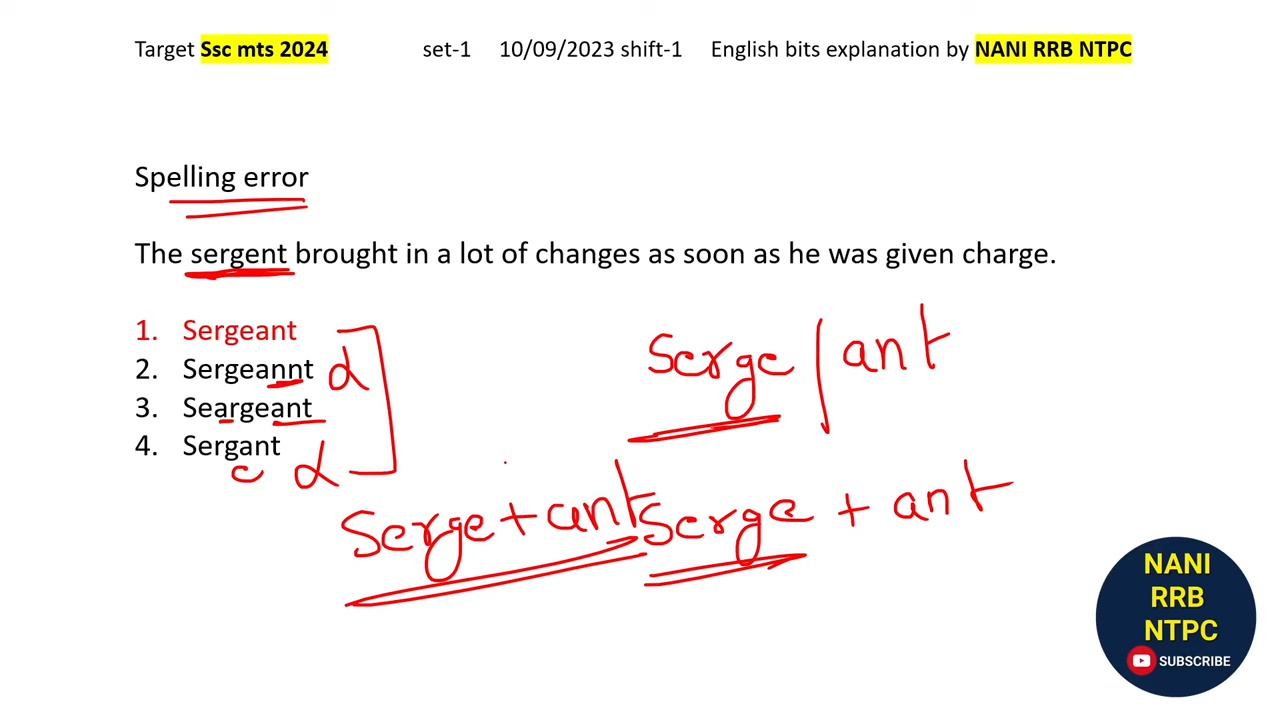 Target Ssc mts 2024 set-1 10/09/2023 shift-1 English bits explanation by NANI RRB NTPC
Spelling error
The sergent brought in a lot of changes as soon as he was given charge.
1. Sergeant
2. Sergeannt
3. Seargeant
4. Sergant
e
Serge | ant
Serge + ant
Serge + ant
NANI
RRB
NTPC
SUBSCRIBE